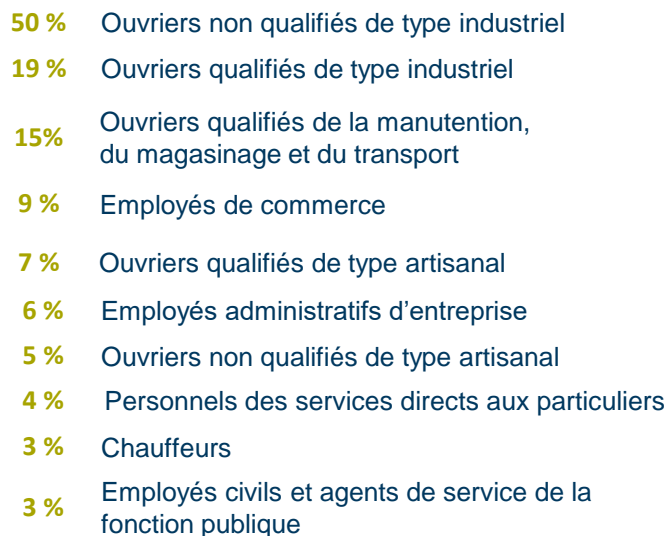 50 % Ouvriers non qualifiés de type industriel
19 % Ouvriers qualifiés de type industriel
15% Ouvriers qualifiés de la manutention,
du magasinage et du transport
9 % Employés de commerce
7 % Ouvriers qualifiés de type artisanal
6 % Employés administratifs d’entreprise
5 % Ouvriers non qualifiés de type artisanal
4 % Personnels des services directs aux particuliers
3 % Chauffeurs
3 % Employés civils et agents de service de la
fonction publique